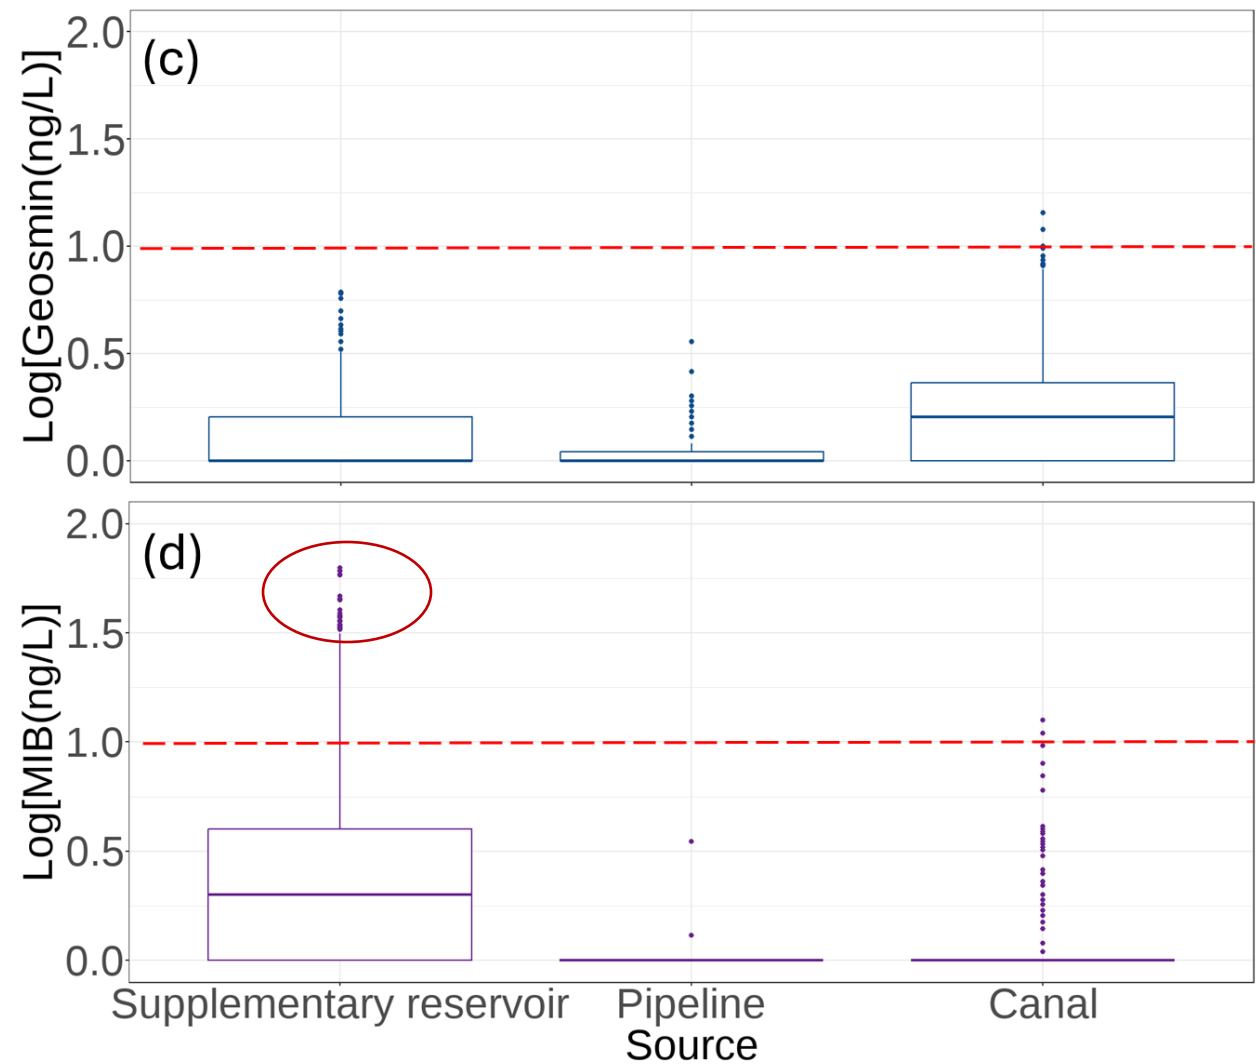 (c)
Log[Geosmin(ng/L)]
2.0
1.5
1.0
0.5
0.0
(d)
Log[MIB(ng/L)]
2.0
1.5
1.0
0.5
0.0
Supplementary reservoir
Pipeline
Canal
Source